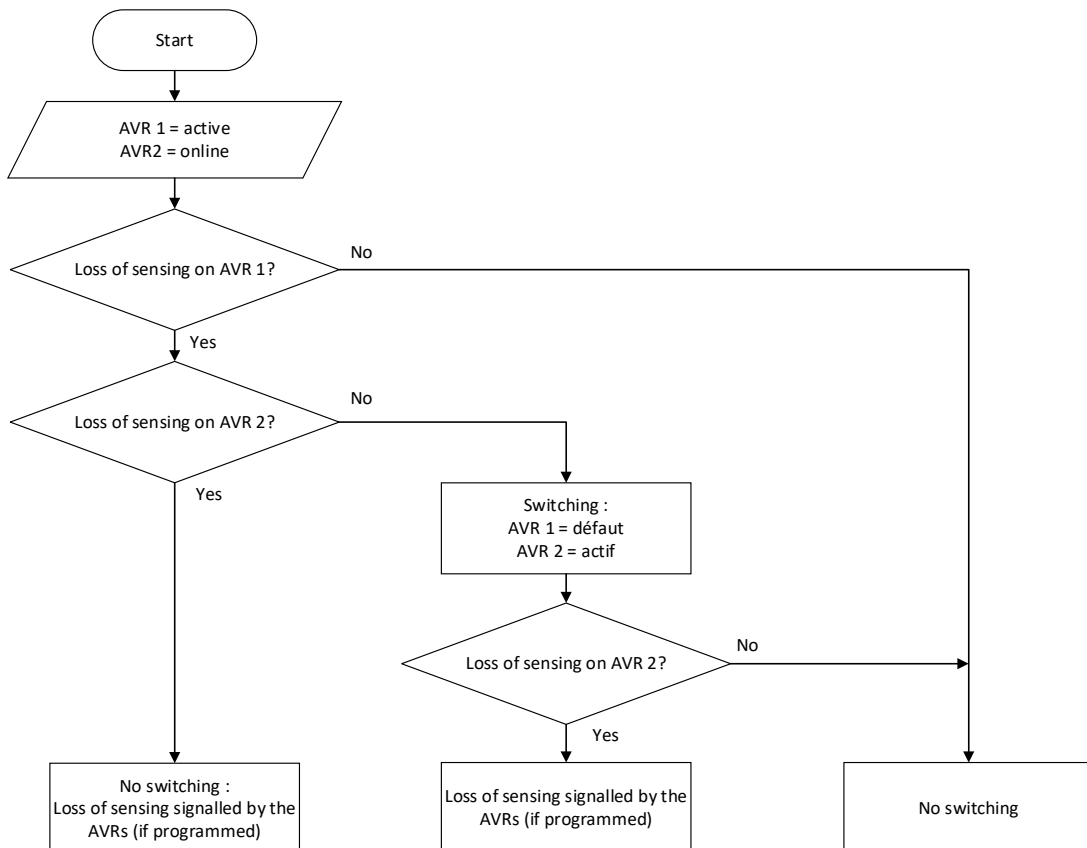 Start
AVR 1 = active
AVR2 = online
Loss of sensing on AVR 1?
No
Yes
Loss of sensing on AVR 2?
No
Yes
Switching :
AVR 1 = défaut
AVR 2 = actif
Loss of sensing on AVR 2?
No
Yes
No switching :
Loss of sensing signalled by the
AVRs (if programmed)
Loss of sensing signalled by the
AVRs (if programmed)
No switching